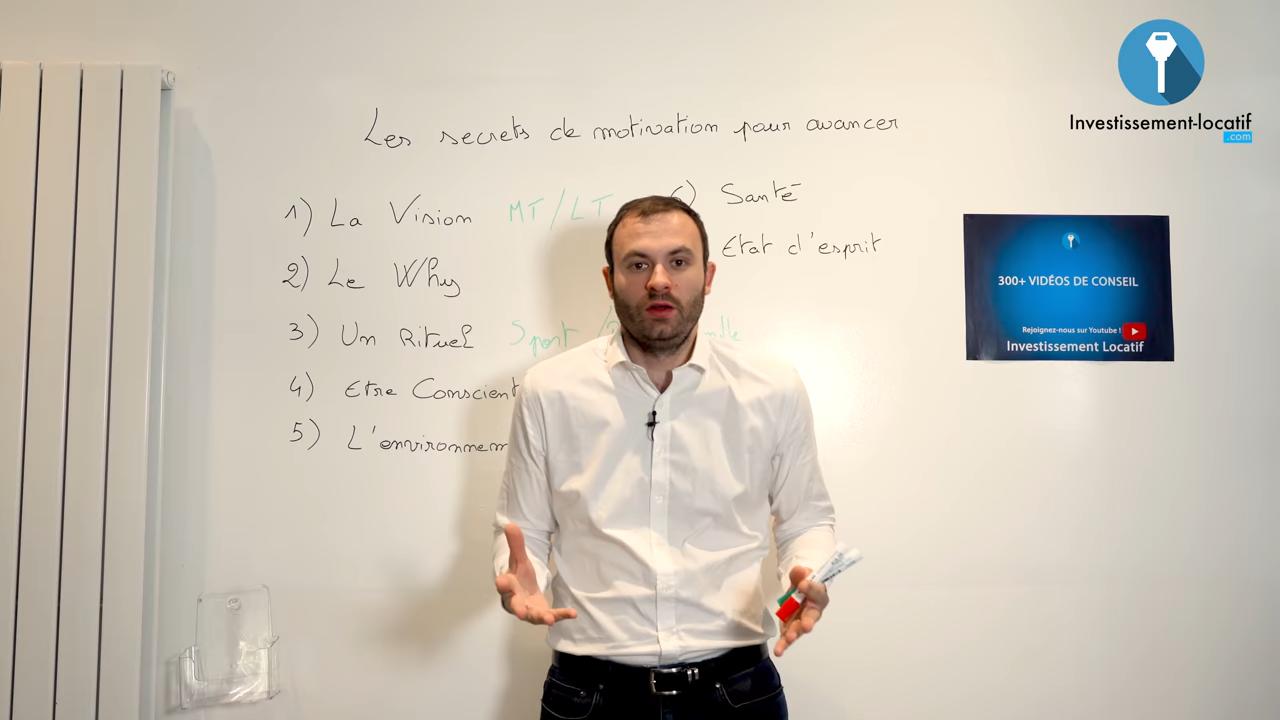 Investissement-locatif
.com
Les secrets de motivation pour avancer
1) La Vision MT/LT
2) Le Why
3) Un Rituel Sport
4) Etre Conscient
5) L'environnem
6) Santé
Etat d'esprit
300+ VIDÉOS DE CONSEIL
Rejoignez-nous sur Youtube !
Investissement Locatif